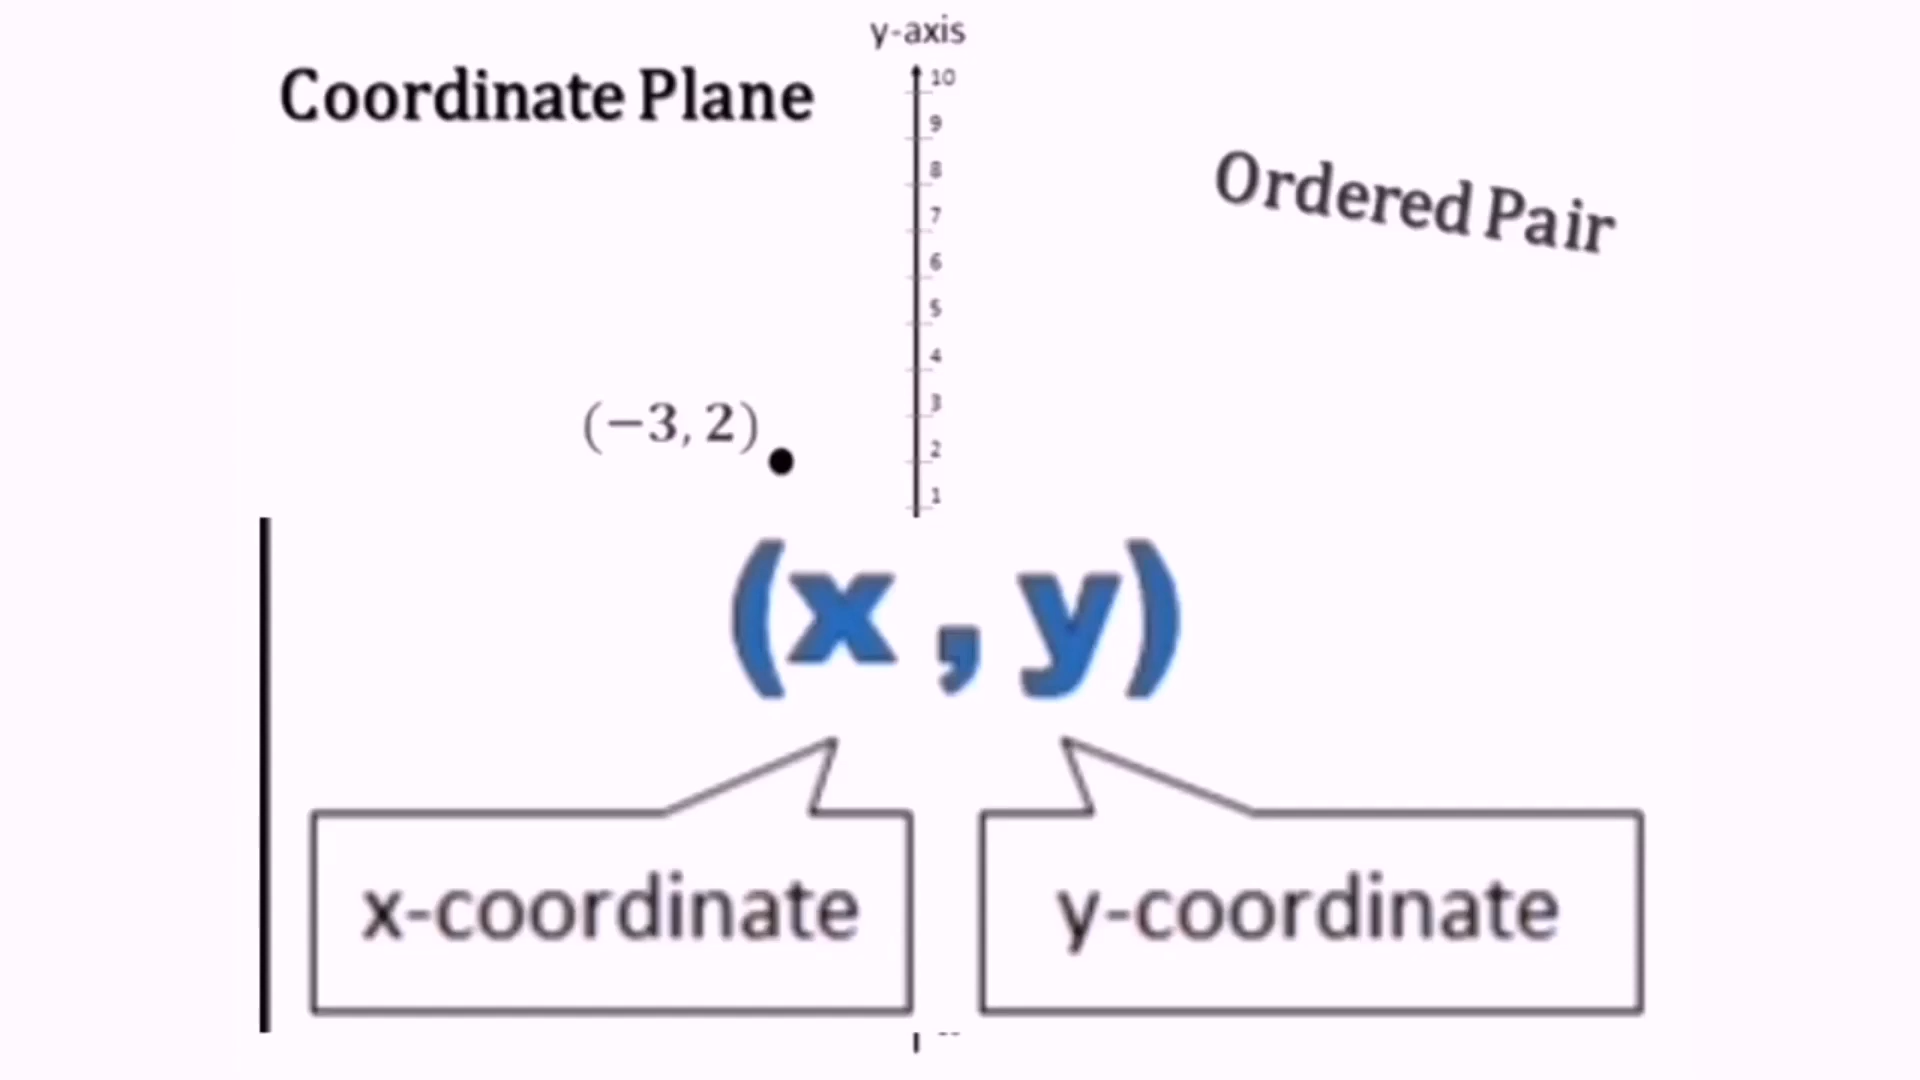 y-axis
Coordinate Plane
10
9
8
7
6
5
4
3
2
1
Ordered Pair
(−3, 2)
(x , y)
x-coordinate
y-coordinate